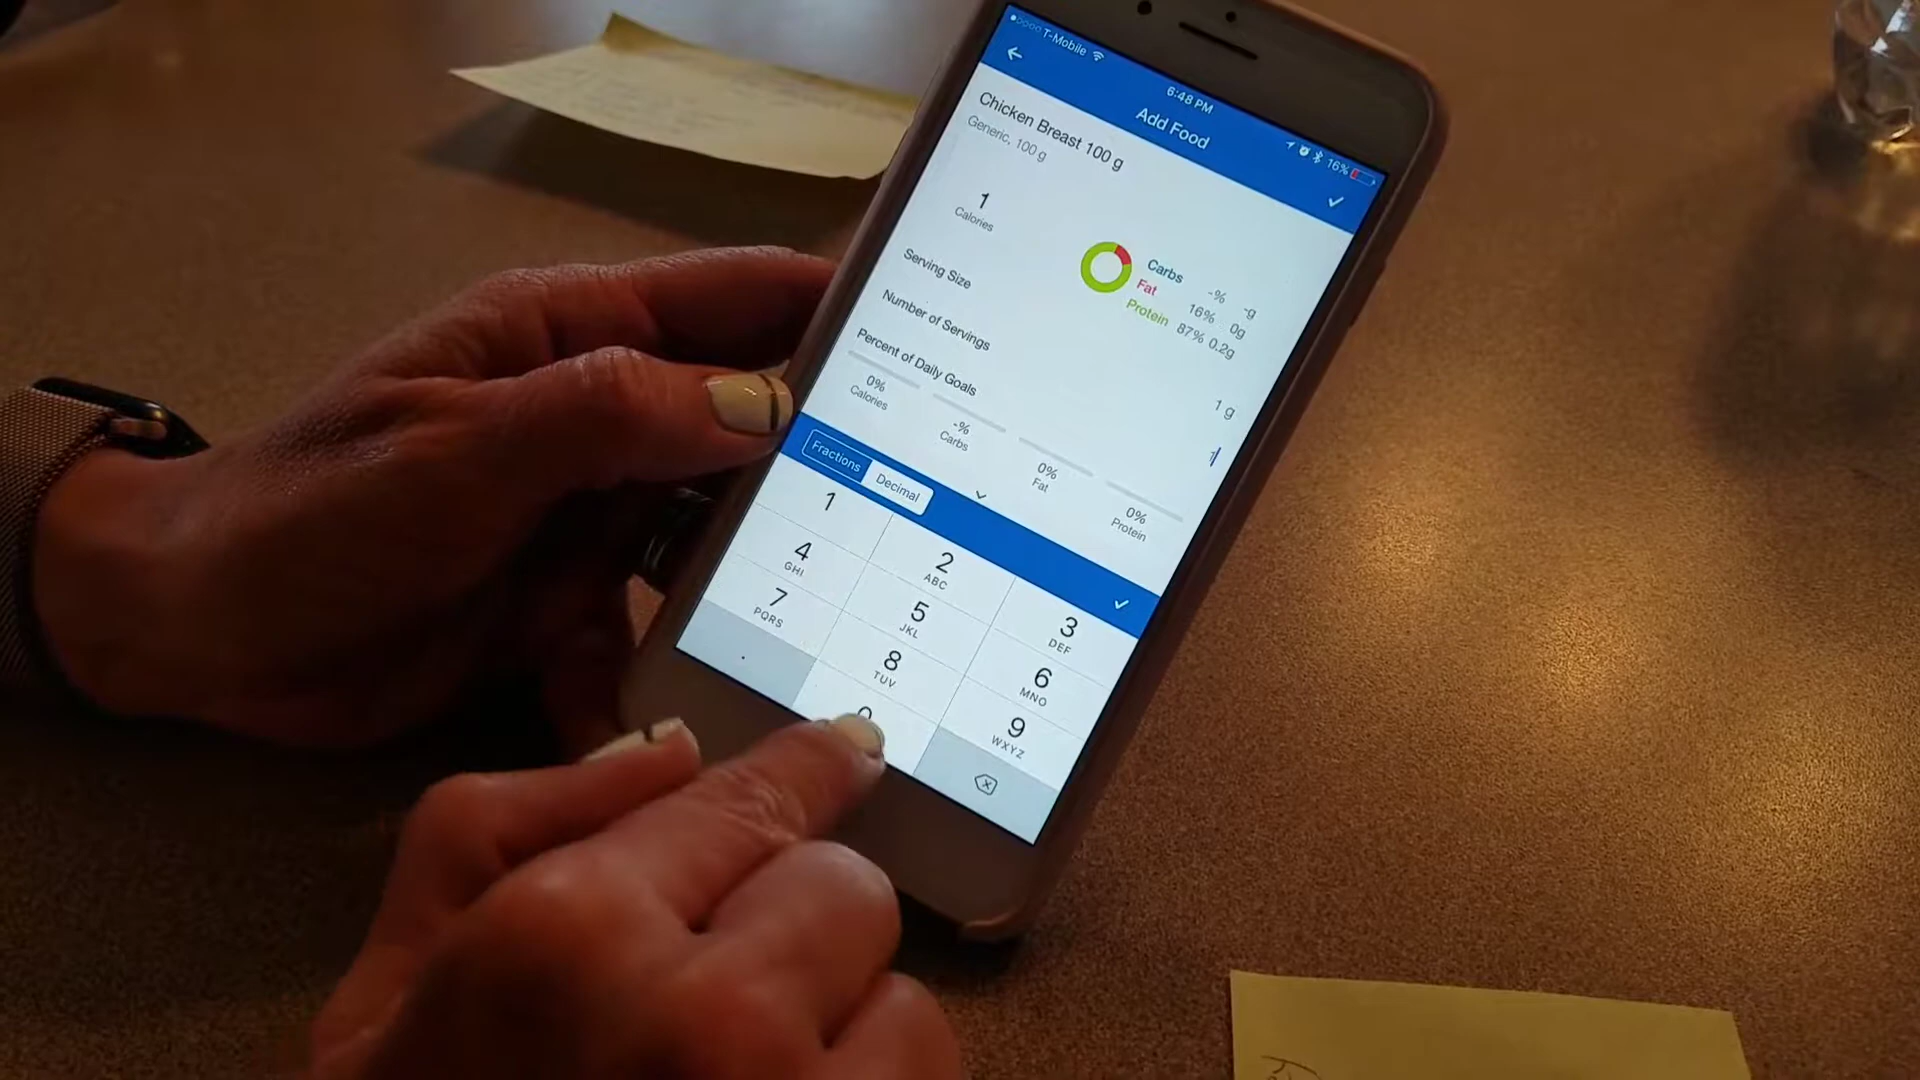 T-Mobile
6:48 PM
16%
Add Food
Chicken Breast 100 g
Generic, 100 g
1
Calories
Carbs -% -g
Fat 16% 0g
Protein 87% 0.2g
Serving Size 1 g
Number of Servings 1
Percent of Daily Goals
0%
Calories
-%
Carbs
0%
Fat
0%
Protein
Fractions Decimal
1
2
ABC
3
DEF
4
GHI
5
JKL
6
MNO
7
PQRS
8
TUV
9
WXYZ
.